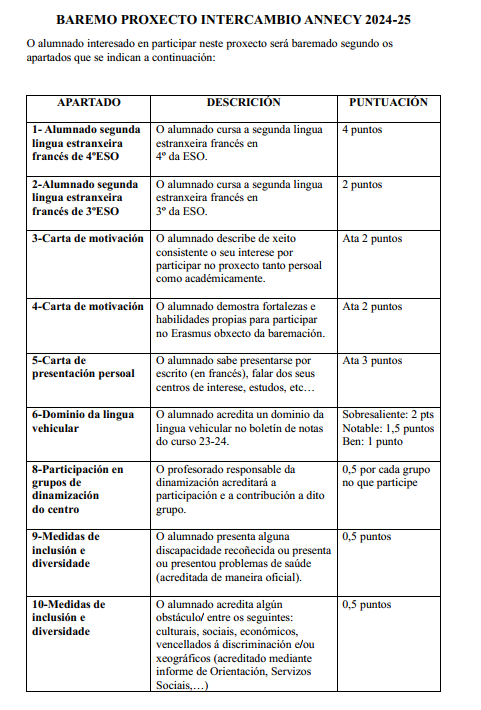 BAREMO PROXECTO INTERCAMBIO ANNECY 2024-25
O alumnado interesado en participar neste proxecto será baremado segundo os
apartados que se indican a continuación:
APARTADO DESCRICIÓN PUNTUACIÓN
1- Alumnado segunda
lingua estranxeira
francés de 4ºESO
O alumnado cursa a segunda lingua
estranxeira francés en
4º da ESO.
4 puntos
2-Alumnado segunda
lingua estranxeira
francés de 3ºESO
O alumnado cursa a segunda lingua
estranxeira francés en
3º da ESO.
2 puntos
3-Carta de motivación
O alumnado describe de xeito
consistente o seu interese por
participar no proxecto tanto persoal
como académicamente.
Ata 2 puntos
4-Carta de motivación
O alumnado demostra fortalezas e
habilidades propias para participar
no Erasmus obxecto da baremación.
Ata 2 puntos
5-Carta de
presentación persoal
O alumnado sabe presentarse por
escrito (en francés), falar dos seus
centros de interese, estudos, etc…
Ata 3 puntos
6-Dominio da lingua
vehicular
O alumnado acredita un dominio da
lingua vehicular no boletín de notas
do curso 23-24.
Sobresaliente: 2 pts
Notable: 1,5 puntos
Ben: 1 punto
8-Participación en
grupos de
dinamización
do centro
O profesorado responsable da
dinamización acreditará a
participación e a contribución a dito
grupo.
0,5 por cada grupo
no que participe
9-Medidas de
inclusión e
diversidade
O alumnado presenta alguna
discapacidade recoñecida ou presenta
ou presentou problemas de saúde
(acreditada de maneira oficial).
0,5 puntos
10-Medidas de
inclusión e
diversidade
O alumnado acredita algún
obstáculo/ entre os seguintes:
culturais, sociais, económicos,
vencellados á discriminación e/ou
xeográficos (acreditado mediante
informe de Orientación, Servizos
Sociais,…)
0,5 puntos